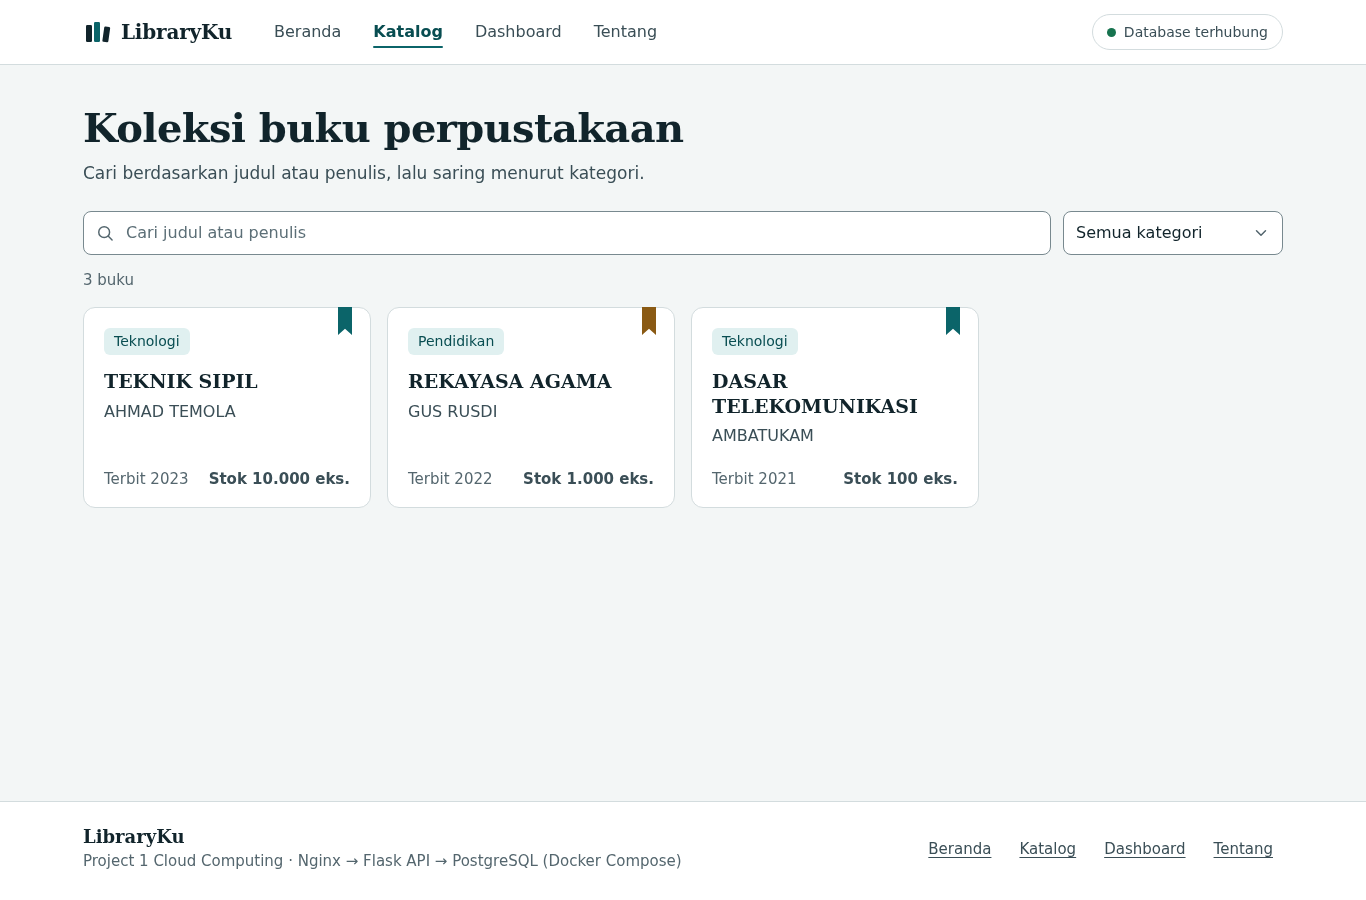 LibraryKu
Beranda
Katalog
Dashboard
Tentang
Database terhubung
Koleksi buku perpustakaan
Cari berdasarkan judul atau penulis, lalu saring menurut kategori.
Cari judul atau penulis
Semua kategori
3 buku
Teknologi
TEKNIK SIPIL
AHMAD TEMOLA
Terbit 2023
Stok 10.000 eks.
Pendidikan
REKAYASA AGAMA
GUS RUSDI
Terbit 2022
Stok 1.000 eks.
Teknologi
DASAR
TELEKOMUNIKASI
AMBATUKAM
Terbit 2021
Stok 100 eks.
LibraryKu
Project 1 Cloud Computing · Nginx → Flask API → PostgreSQL (Docker Compose)
Beranda
Katalog
Dashboard
Tentang